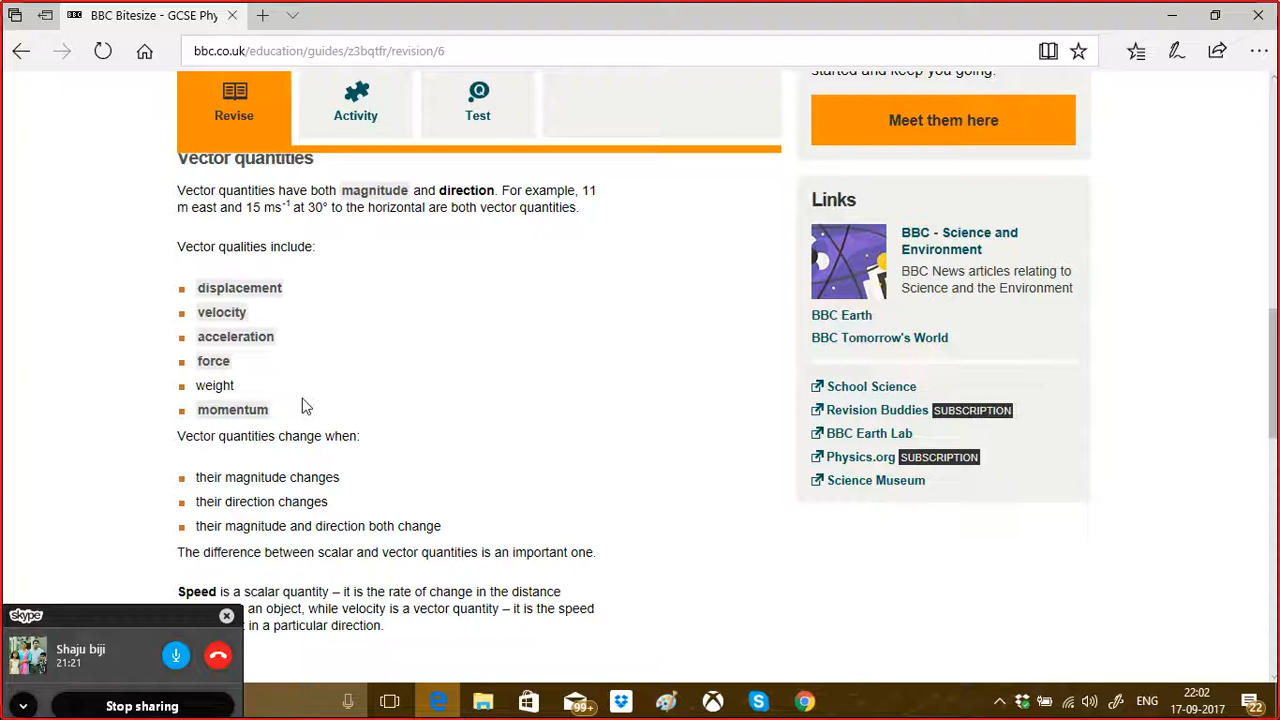 BBC BBC Bitesize - GCSE Phy
bbc.co.uk/education/guides/z3bqtfr/revision/6
Revise
Activity
Test
started and keep you going.
Meet them here
Vector quantities
Vector quantities have both magnitude and direction. For example, 11
m east and 15 ms-1 at 30° to the horizontal are both vector quantities.
Vector qualities include:
displacement
velocity
acceleration
force
weight
momentum
Vector quantities change when:
their magnitude changes
their direction changes
their magnitude and direction both change
The difference between scalar and vector quantities is an important one.
Speed is a scalar quantity – it is the rate of change in the distance
an object, while velocity is a vector quantity – it is the speed
in a particular direction.
Links
BBC - Science and
Environment
BBC News articles relating to
Science and the Environment
BBC Earth
BBC Tomorrow's World
School Science
Revision Buddies SUBSCRIPTION
BBC Earth Lab
Physics.org SUBSCRIPTION
Science Museum
skype
Shaju biji
21:21
Stop sharing
99+
ENG
22:02
17-09-2017
22